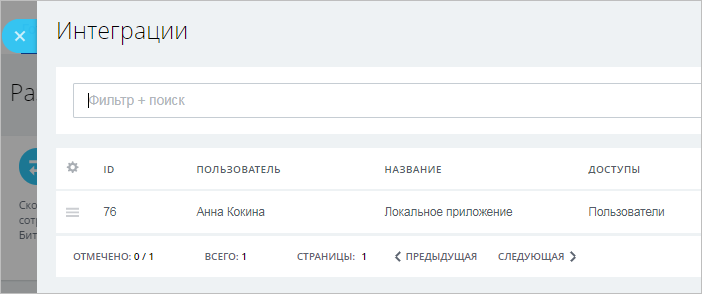 Интеграции
Ра
Фильтр + поиск
ID ПОЛЬЗОВАТЕЛЬ НАЗВАНИЕ ДОСТУПЫ
76 Анна Кокина Локальное приложение Пользователи
Ско
сотр
Бит
ОТМЕЧЕНО: 0 / 1 ВСЕГО: 1 СТРАНИЦЫ: 1 ПРЕДЫДУЩАЯ СЛЕДУЮЩАЯ